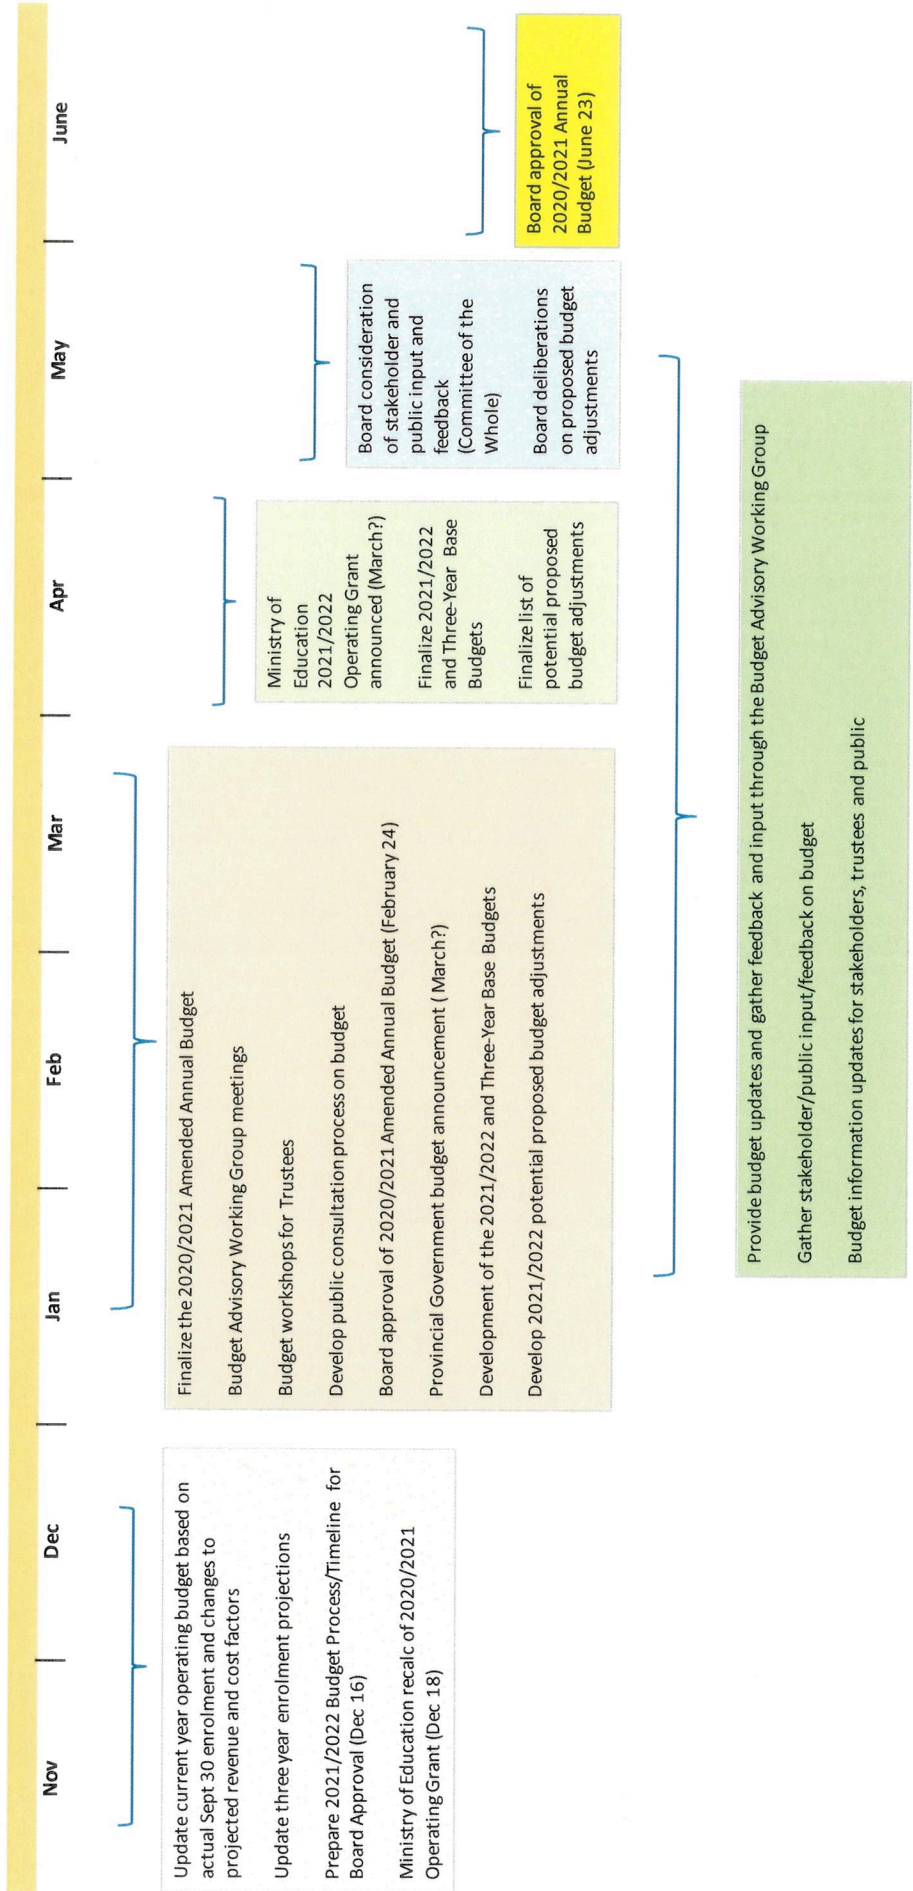 Nov
Dec
Jan
Feb
Mar
Apr
May
June
Update current year operating budget based on
actual Sept 30 enrolment and changes to
projected revenue and cost factors
Update three year enrolment projections
Prepare 2021/2022 Budget Process/Timeline for
Board Approval (Dec 16)
Ministry of Education recalc of 2020/2021
Operating Grant (Dec 18)
Finalize the 2020/2021 Amended Annual Budget
Budget Advisory Working Group meetings
Budget workshops for Trustees
Develop public consultation process on budget
Board approval of 2020/2021 Amended Annual Budget (February 24)
Provincial Government budget announcement ( March?)
Development of the 2021/2022 and Three-Year Base Budgets
Develop 2021/2022 potential proposed budget adjustments
Ministry of
Education
2021/2022
Operating Grant
announced (March?)
Finalize 2021/2022
and Three-Year Base
Budgets
Finalize list of
potential proposed
budget adjustments
Board consideration
of stakeholder and
public input and
feedback
(Committee of the
Whole)
Board deliberations
on proposed budget
adjustments
Board approval of
2020/2021 Annual
Budget (June 23)
Provide budget updates and gather feedback and input through the Budget Advisory Working Group
Gather stakeholder/public input/feedback on budget
Budget information updates for stakeholders, trustees and public